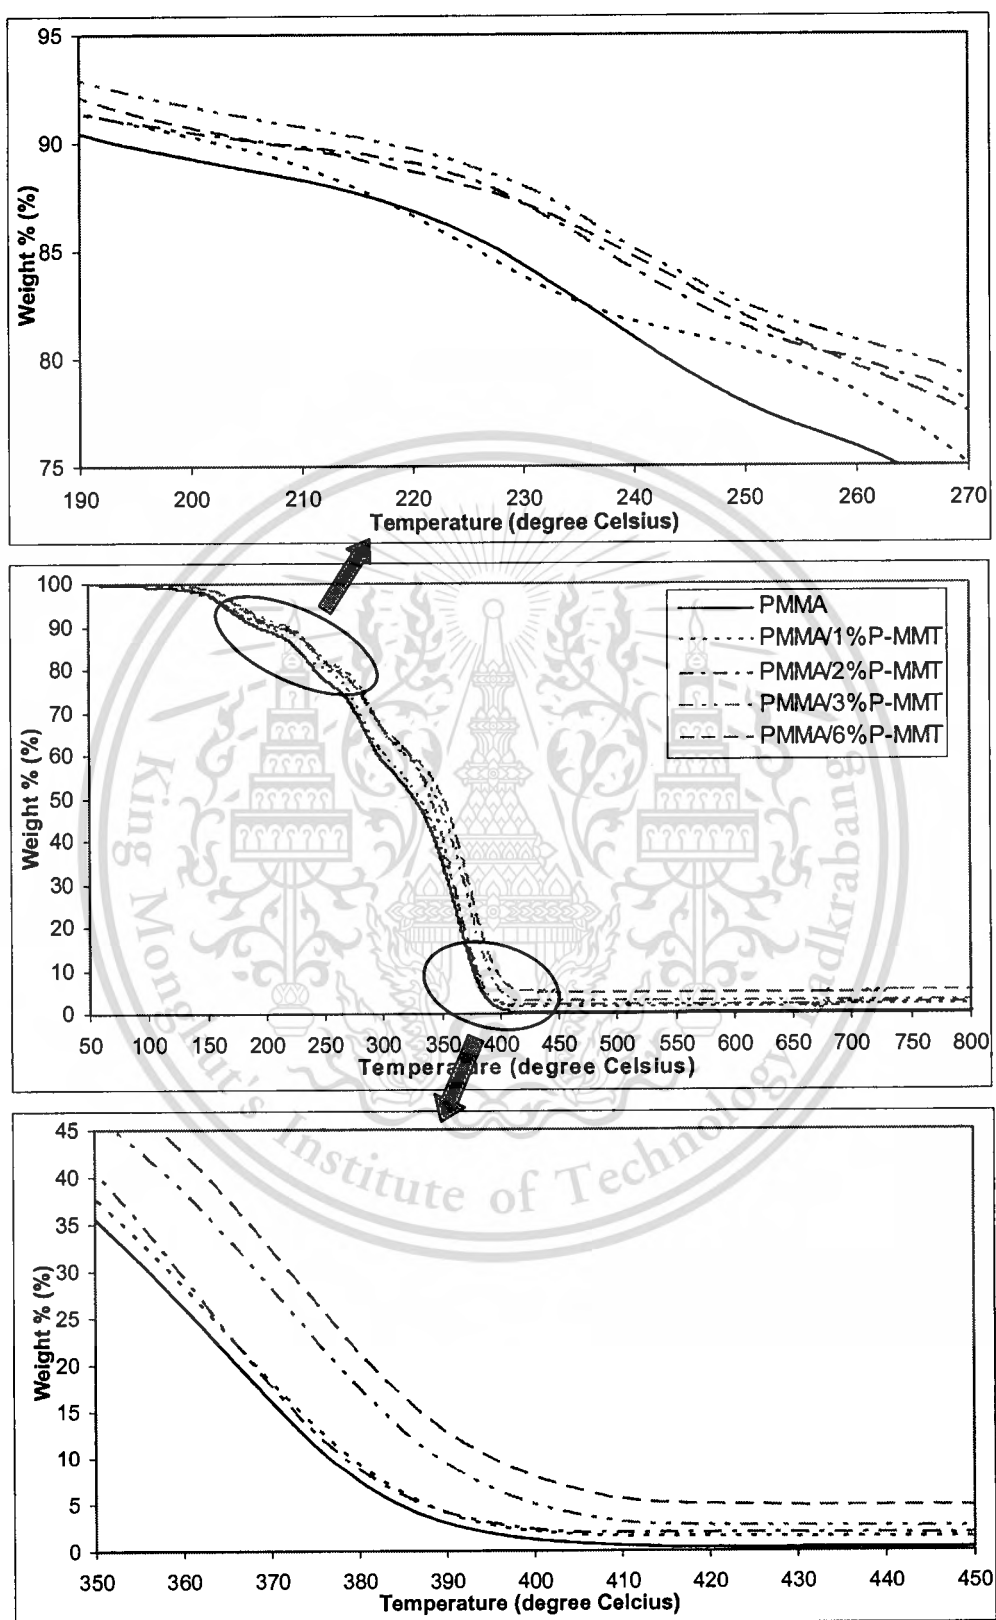 95
90
85
80
75
Weight % (%)
190 200 210 220 230 240 250 260 270
Temperature (degree Celsius)
100
90
80
70
60
50
40
30
20
10
0
Weight % (%)
PMMA
PMMA/1%P-MMT
PMMA/2%P-MMT
PMMA/3%P-MMT
PMMA/6%P-MMT
50 100 150 200 250 300 350 400 450 500 550 600 650 700 750 800
Temperature (degree Celsius)
King Mongkut's Institute of Technology Ladkrabang
45
40
35
30
25
20
15
10
5
0
Weight % (%)
350 360 370 380 390 400 410 420 430 440 450
Temperature (degree Celcius)